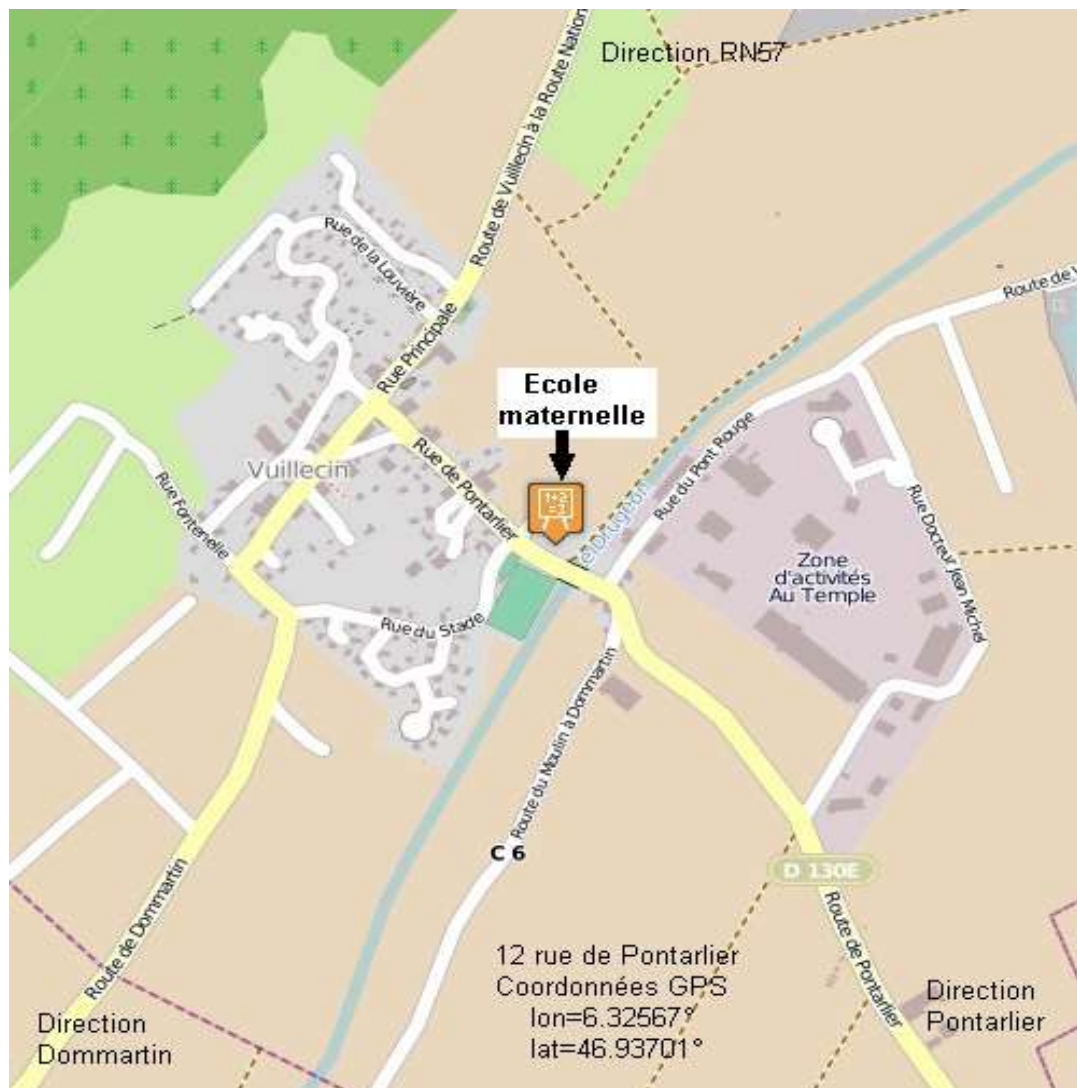 Direction RN57
Route de Vuillecin à la Route Nation
Rue de la Louvière
Route de V
Rue Principale
Ecole
maternelle
Rue du Pont Rouge
Vuillecin
Rue de Pontarlier
1+2
=3
Rue Fontenelle
Le Drugeon
Rue Docteur Jean Michel
Zone
d'activités
Au Temple
Rue du Stade
Route du Moulin à Dommartin
C 6
D 130E
Route de Dommartin
Route de Pontarlier
12 rue de Pontarlier
Coordonnées GPS
lon=6.32567°
lat=46.93701°
Direction
Pontarlier
Direction
Dommartin